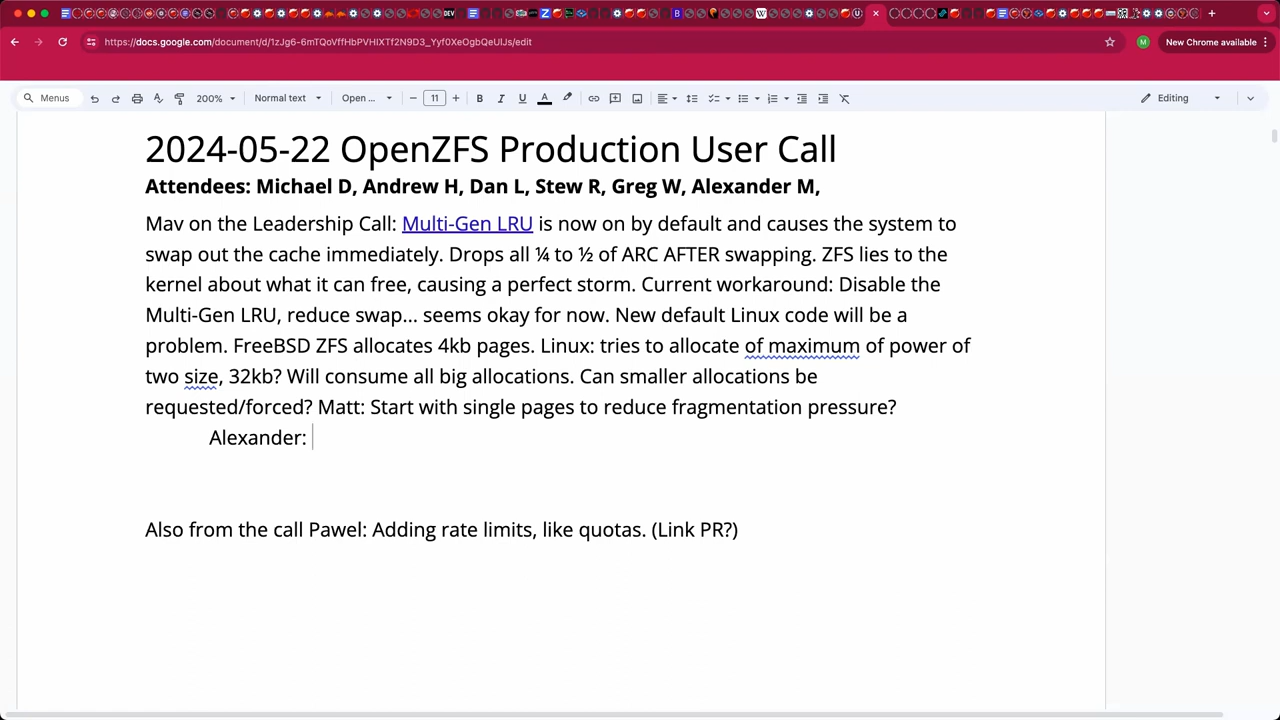 https://docs.google.com/document/d/1zJg6-6mTQoVffHbPVHIXTf2N9D3_Yyf0XeOgbQeUIJs/edit
M
New Chrome available
Menus
200%
Normal text
Open ...
11
B
I
U
A
Editing
2024-05-22 OpenZFS Production User Call
Attendees: Michael D, Andrew H, Dan L, Stew R, Greg W, Alexander M,
Mav on the Leadership Call: Multi-Gen LRU is now on by default and causes the system to
swap out the cache immediately. Drops all ¼ to ½ of ARC AFTER swapping. ZFS lies to the
kernel about what it can free, causing a perfect storm. Current workaround: Disable the
Multi-Gen LRU, reduce swap... seems okay for now. New default Linux code will be a
problem. FreeBSD ZFS allocates 4kb pages. Linux: tries to allocate of maximum of power of
two size, 32kb? Will consume all big allocations. Can smaller allocations be
requested/forced? Matt: Start with single pages to reduce fragmentation pressure?
Alexander:
Also from the call Pawel: Adding rate limits, like quotas. (Link PR?)